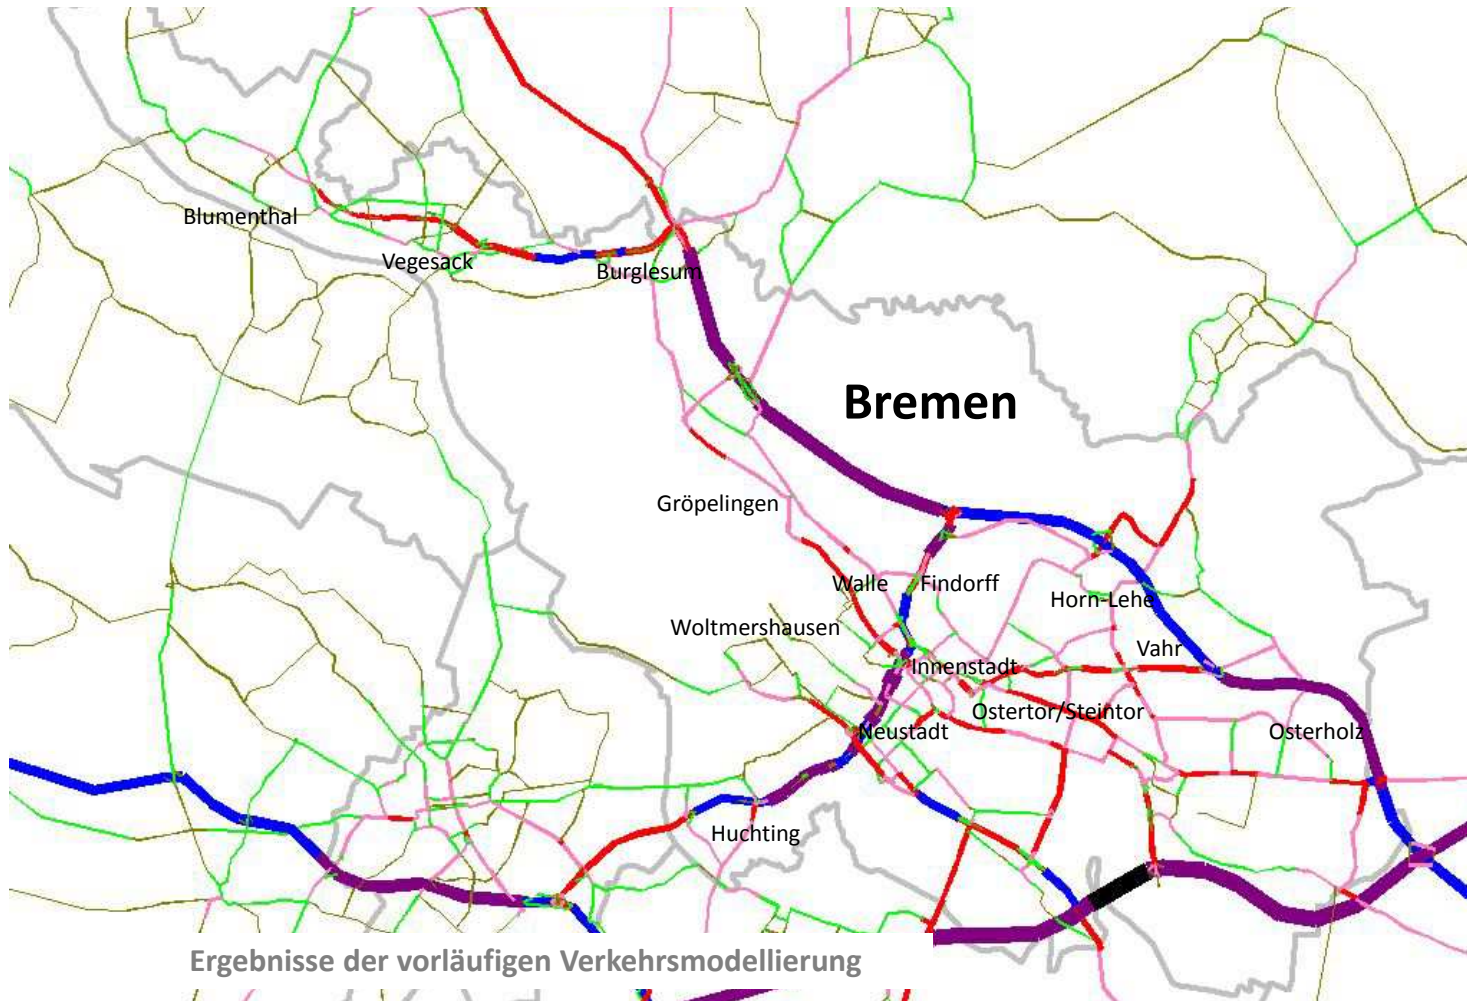 Blumenthal
Vegesack
Burglesum
Bremen
Gröpelingen
Walle
Findorff
Horn-Lehe
Woltmershausen
Vahr
Innenstadt
Ostertor/Steintor
Neustadt
Osterholz
Huchting
Ergebnisse der vorläufigen Verkehrsmodellierung